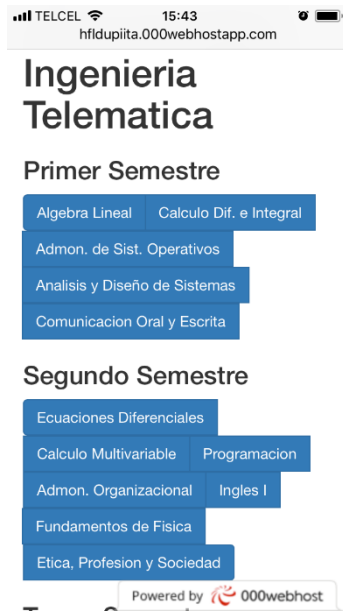 TELCEL 15:43
hfldupiita.000webhostapp.com
Ingenieria
Telematica
Primer Semestre
Algebra Lineal Calculo Dif. e Integral
Admon. de Sist. Operativos
Analisis y Diseño de Sistemas
Comunicacion Oral y Escrita
Segundo Semestre
Ecuaciones Diferenciales
Calculo Multivariable Programacion
Admon. Organizacional Ingles I
Fundamentos de Fisica
Etica, Profesion y Sociedad
Powered by 000webhost